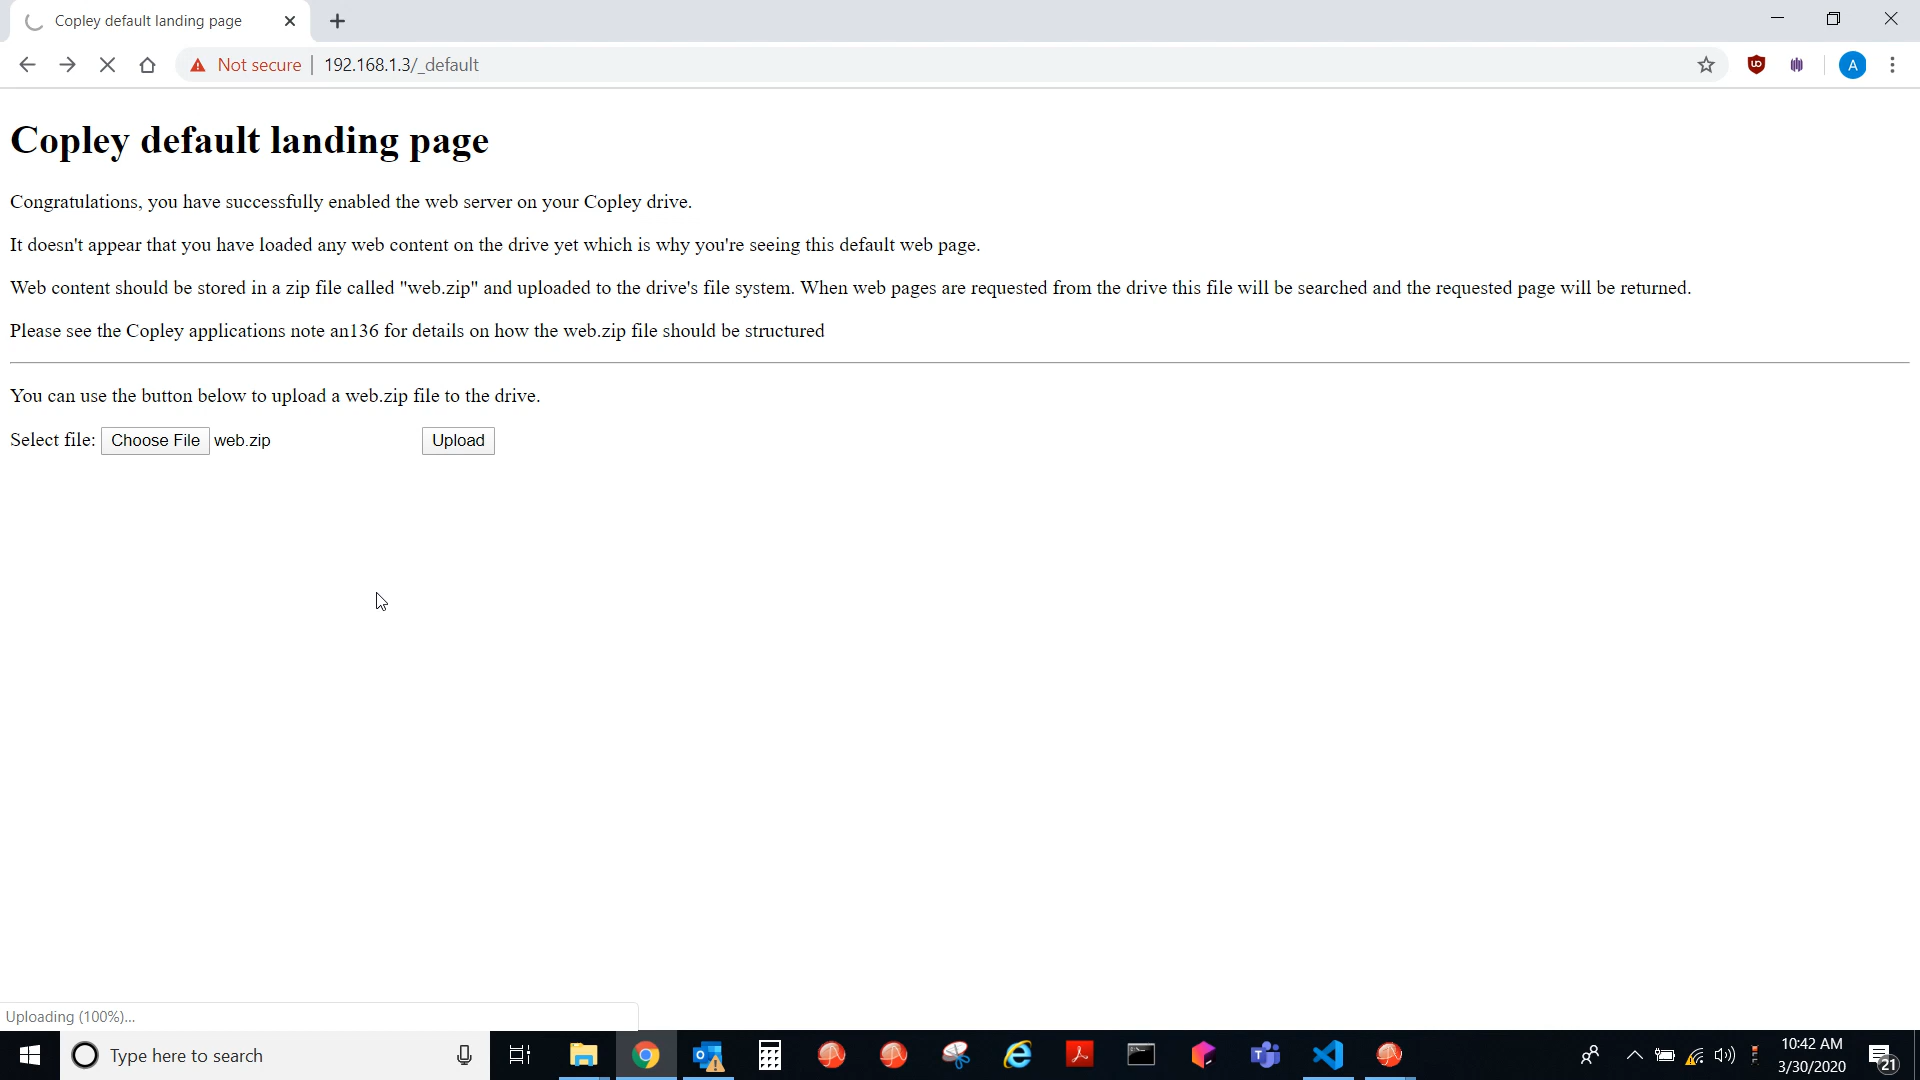 Copley default landing page
Not secure | 192.168.1.3/_default
A
Copley default landing page
Congratulations, you have successfully enabled the web server on your Copley drive.
It doesn't appear that you have loaded any web content on the drive yet which is why you're seeing this default web page.
Web content should be stored in a zip file called "web.zip" and uploaded to the drive's file system. When web pages are requested from the drive this file will be searched and the requested page will be returned.
Please see the Copley applications note an136 for details on how the web.zip file should be structured
You can use the button below to upload a web.zip file to the drive.
Select file: Choose File web.zip Upload
Uploading (100%)...
Type here to search
10:42 AM
3/30/2020
21